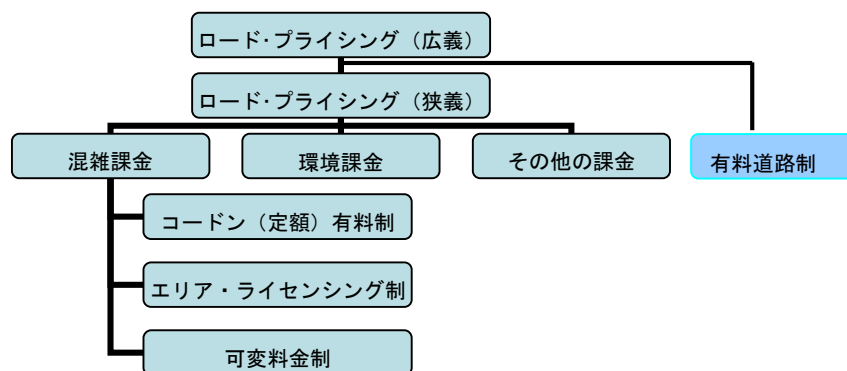 ロード･プライシング（広義）
ロード･プライシング（狭義）
混雑課金
環境課金
その他の課金
有料道路制
コードン（定額）有料制
エリア・ライセンシング制
可変料金制